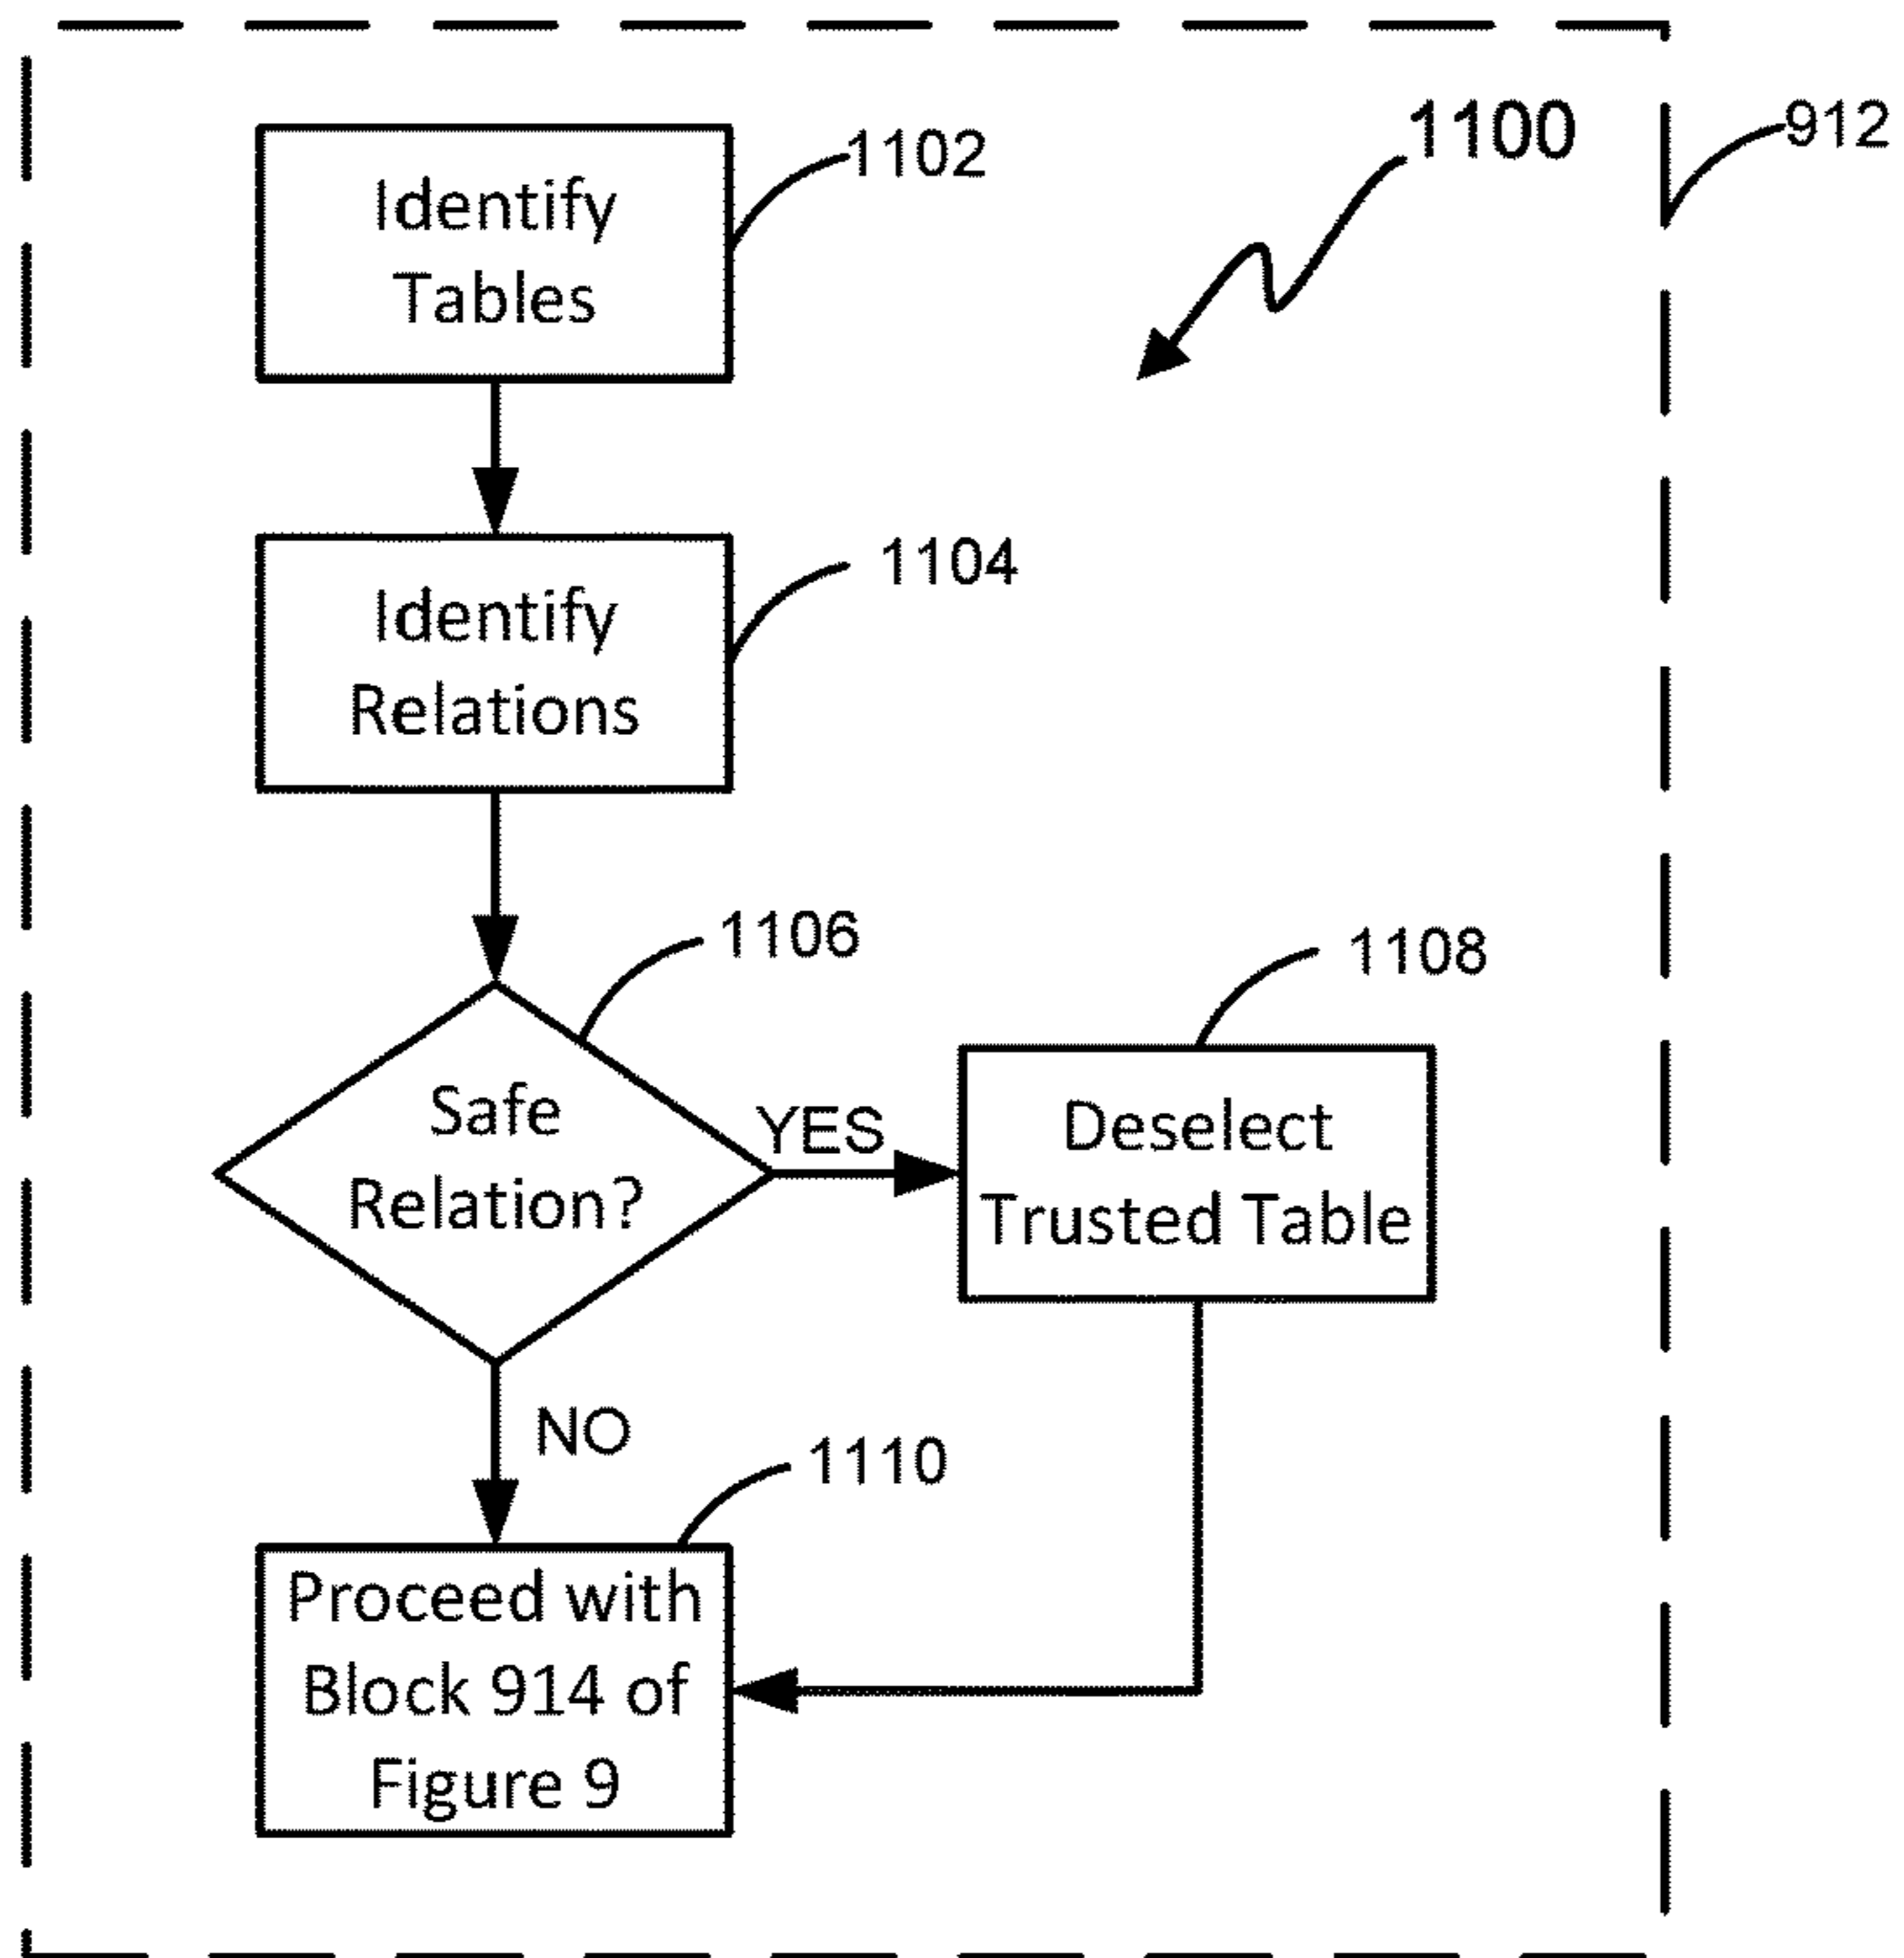 1100
912
Identify
Tables
1102
Identify
Relations
1104
Safe
Relation?
1106
YES
Deselect
Trusted Table
1108
NO
Proceed with
Block 914 of
Figure 9
1110